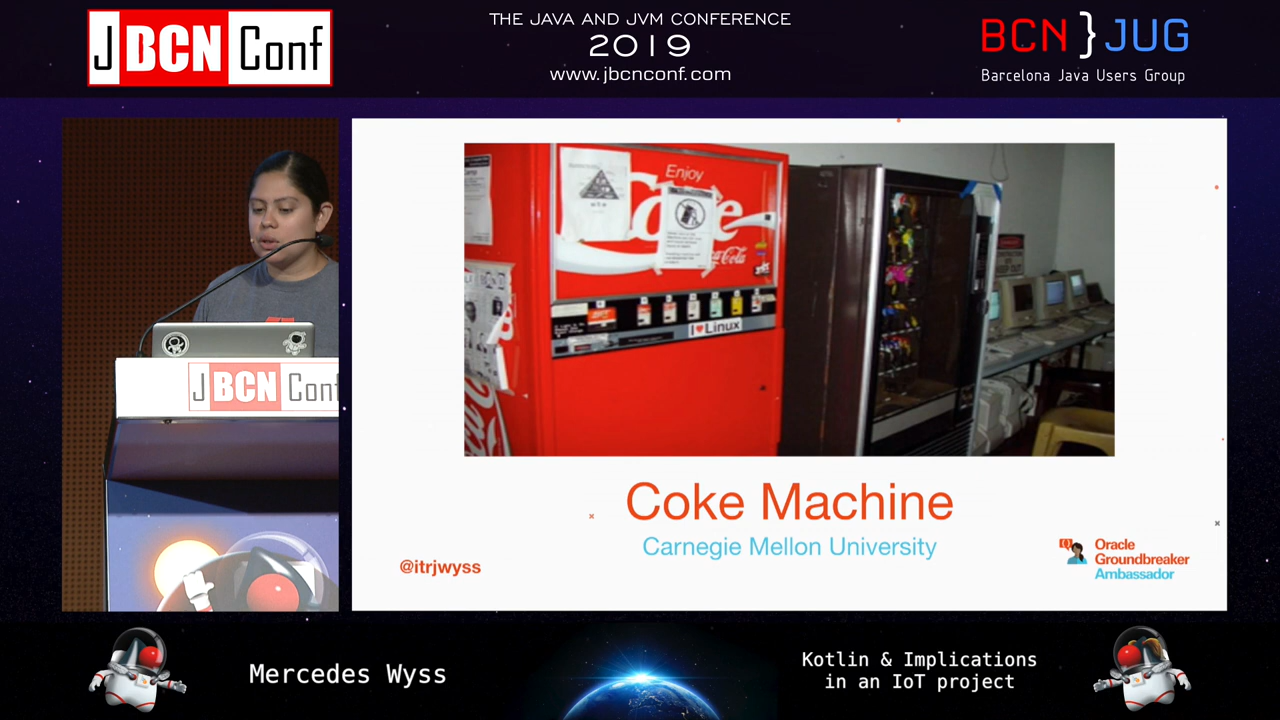 J BCN Conf
THE JAVA AND JVM CONFERENCE
2019
www.jbcnconf.com
BCN } JUG
Barcelona Java Users Group
J BCN Conf
Enjoy
Coke
Coca-Cola
I ♥ Linux
Coke Machine
Carnegie Mellon University
@itrjwyss
Oracle
Groundbreaker
Ambassador
Mercedes Wyss
Kotlin & Implications
in an IoT project